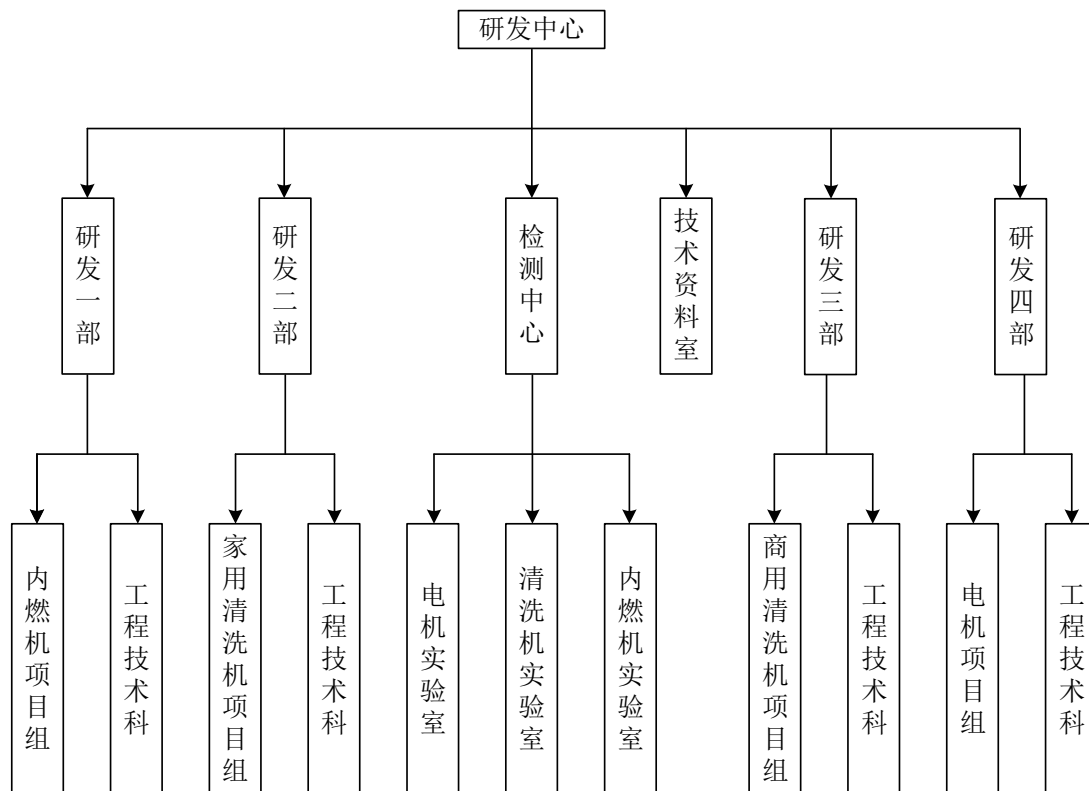 研发中心
研发一部
研发二部
检测中心
技术资料室
研发三部
研发四部
内燃机项目组
工程技术科
家用清洗机项目组
工程技术科
电机实验室
清洗机实验室
内燃机实验室
商用清洗机项目组
工程技术科
电机项目组
工程技术科